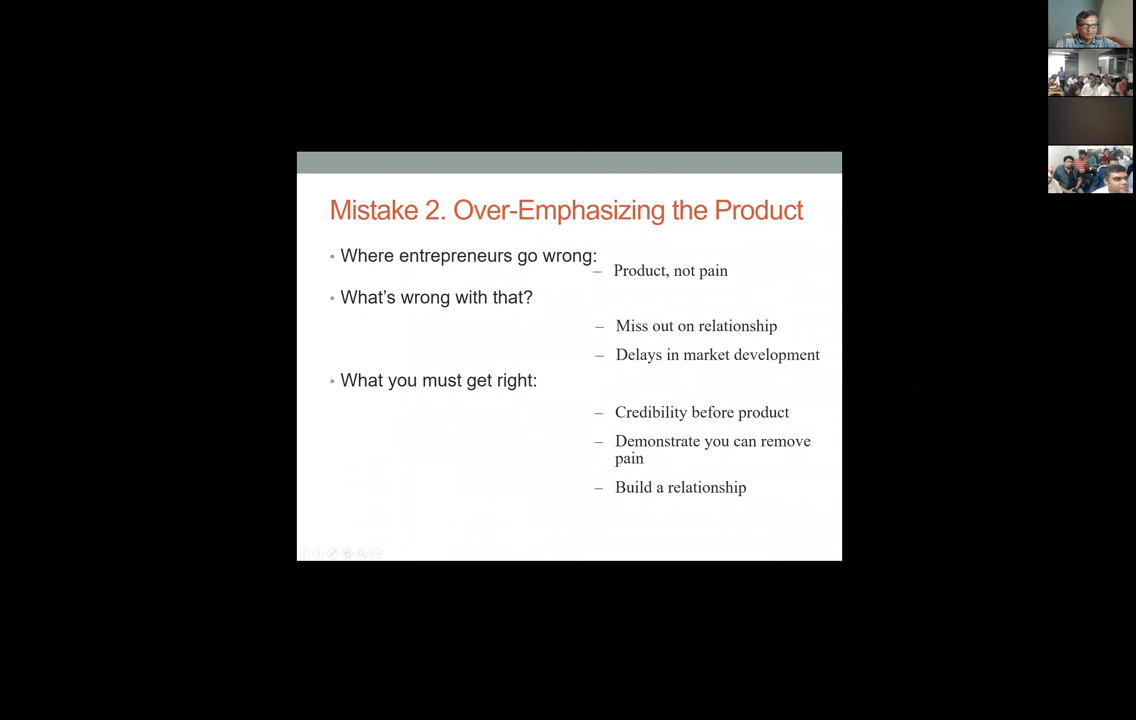 Mistake 2. Over-Emphasizing the Product
• Where entrepreneurs go wrong:
– Product, not pain
• What's wrong with that?
– Miss out on relationship
– Delays in market development
• What you must get right:
– Credibility before product
– Demonstrate you can remove
pain
– Build a relationship